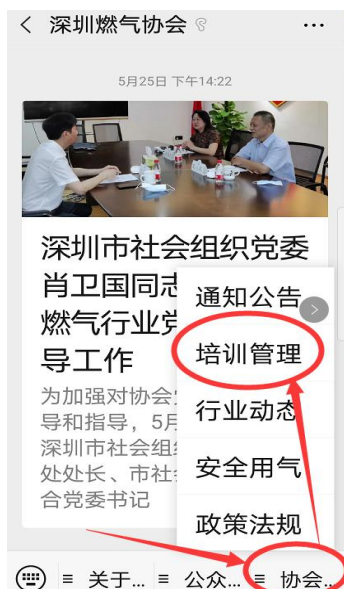 深圳燃气协会
5月25日 下午14:22
深圳市社会组织党委
肖卫国同志
燃气行业党
导工作
为加强对协会
导和指导，5月
深圳市社会组
处处长、市社
合党委书记
通知公告
培训管理
行业动态
安全用气
政策法规
关于...
公众...
协会...